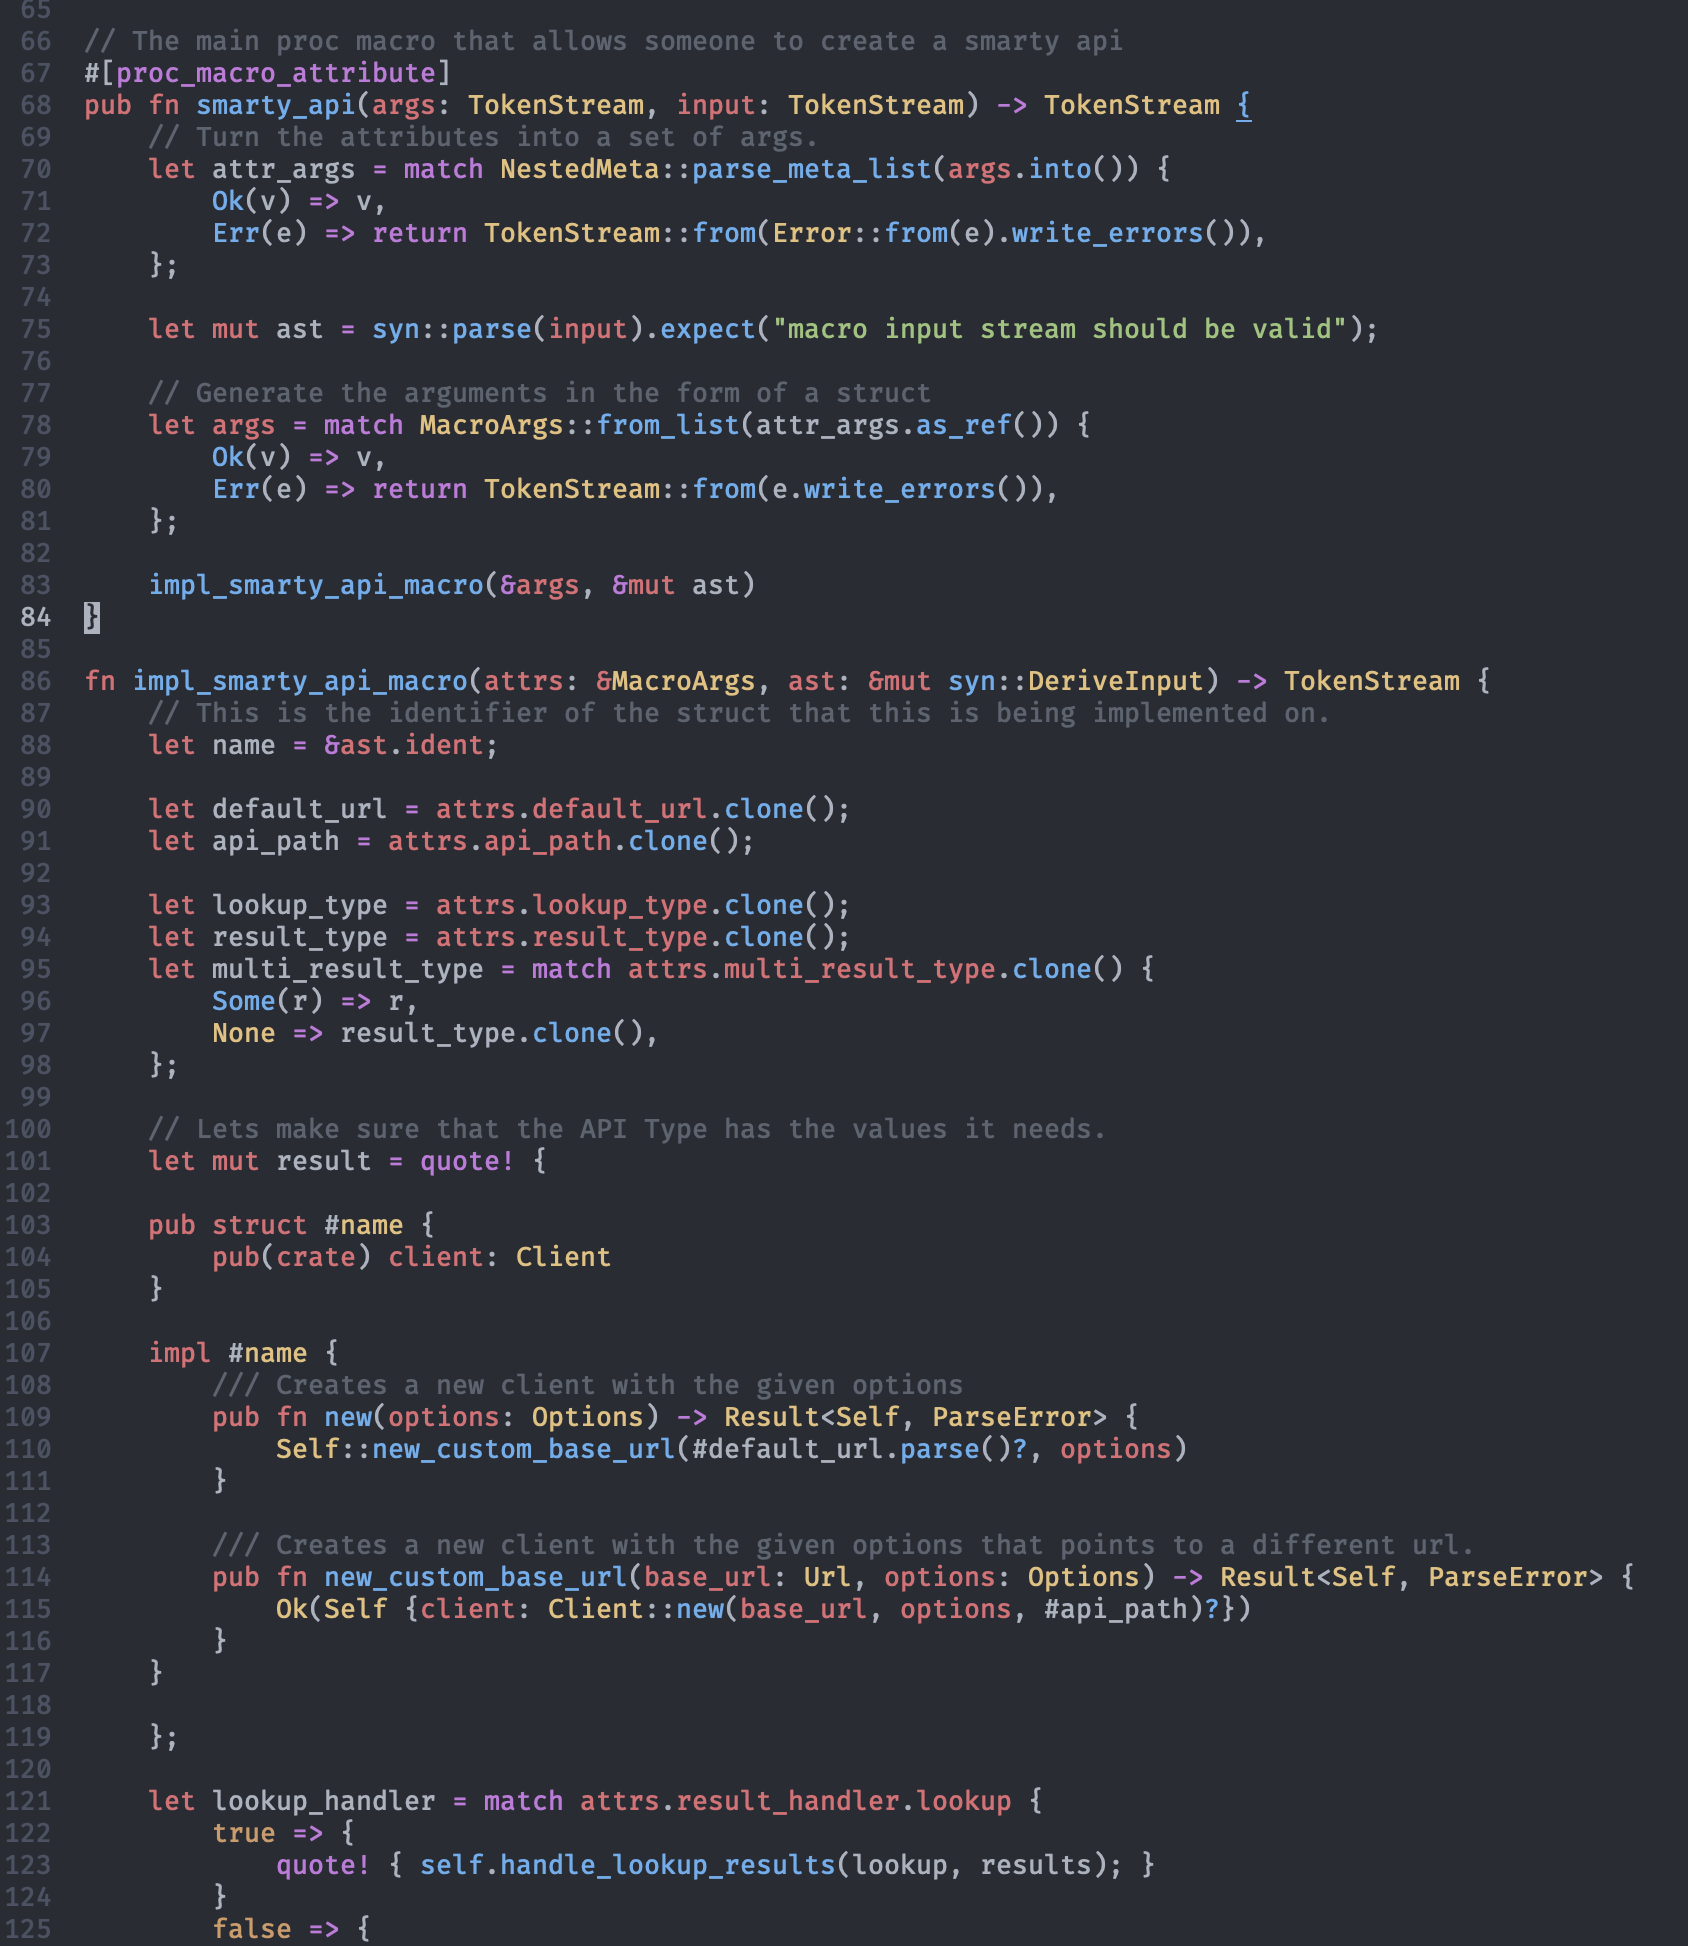 65
66 // The main proc macro that allows someone to create a smarty api
67 #[proc_macro_attribute]
68 pub fn smarty_api(args: TokenStream, input: TokenStream) -> TokenStream {
69     // Turn the attributes into a set of args.
70     let attr_args = match NestedMeta::parse_meta_list(args.into()) {
71         Ok(v) => v,
72         Err(e) => return TokenStream::from(Error::from(e).write_errors()),
73     };
74
75     let mut ast = syn::parse(input).expect("macro input stream should be valid");
76
77     // Generate the arguments in the form of a struct
78     let args = match MacroArgs::from_list(attr_args.as_ref()) {
79         Ok(v) => v,
80         Err(e) => return TokenStream::from(e.write_errors()),
81     };
82
83     impl_smarty_api_macro(&args, &mut ast)
84 }
85
86 fn impl_smarty_api_macro(attrs: &MacroArgs, ast: &mut syn::DeriveInput) -> TokenStream {
87     // This is the identifier of the struct that this is being implemented on.
88     let name = &ast.ident;
89
90     let default_url = attrs.default_url.clone();
91     let api_path = attrs.api_path.clone();
92
93     let lookup_type = attrs.lookup_type.clone();
94     let result_type = attrs.result_type.clone();
95     let multi_result_type = match attrs.multi_result_type.clone() {
96         Some(r) => r,
97         None => result_type.clone(),
98     };
99
100     // Lets make sure that the API Type has the values it needs.
101     let mut result = quote! {
102
103     pub struct #name {
104         pub(crate) client: Client
105     }
106
107     impl #name {
108         /// Creates a new client with the given options
109         pub fn new(options: Options) -> Result<Self, ParseError> {
110             Self::new_custom_base_url(#default_url.parse()?, options)
111         }
112
113         /// Creates a new client with the given options that points to a different url.
114         pub fn new_custom_base_url(base_url: Url, options: Options) -> Result<Self, ParseError> {
115             Ok(Self {client: Client::new(base_url, options, #api_path)?})
116         }
117     }
118
119     };
120
121     let lookup_handler = match attrs.result_handler.lookup {
122         true => {
123             quote! { self.handle_lookup_results(lookup, results); }
124         }
125         false => {